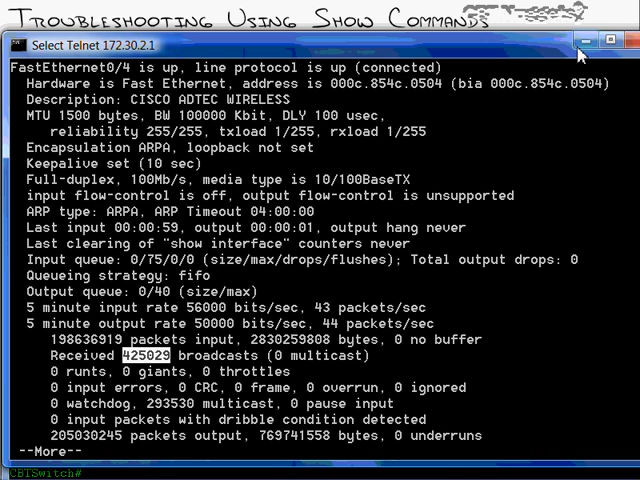 Troubleshooting Using Show Commands
Select Telnet 172.30.2.1
FastEthernet0/4 is up, line protocol is up (connected)
Hardware is Fast Ethernet, address is 000c.854c.0504 (bia 000c.854c.0504)
Description: CISCO ADTEC WIRELESS
MTU 1500 bytes, BW 100000 Kbit, DLY 100 usec,
reliability 255/255, txload 1/255, rxload 1/255
Encapsulation ARPA, loopback not set
Keepalive set (10 sec)
Full-duplex, 100Mb/s, media type is 10/100BaseTX
input flow-control is off, output flow-control is unsupported
ARP type: ARPA, ARP Timeout 04:00:00
Last input 00:00:59, output 00:00:01, output hang never
Last clearing of "show interface" counters never
Input queue: 0/75/0/0 (size/max/drops/flushes); Total output drops: 0
Queueing strategy: fifo
Output queue: 0/40 (size/max)
5 minute input rate 56000 bits/sec, 43 packets/sec
5 minute output rate 50000 bits/sec, 44 packets/sec
198636919 packets input, 2830259808 bytes, 0 no buffer
Received 425029 broadcasts (0 multicast)
0 runts, 0 giants, 0 throttles
0 input errors, 0 CRC, 0 frame, 0 overrun, 0 ignored
0 watchdog, 293530 multicast, 0 pause input
0 input packets with dribble condition detected
205030245 packets output, 769741558 bytes, 0 underruns
--More--
CBTSwitch#